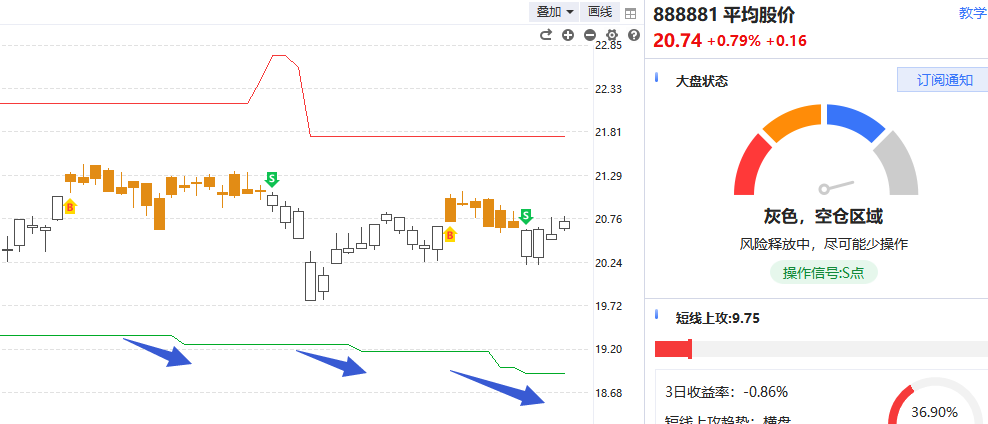 叠加 画线
22.85
22.33
21.81
21.29
20.76
20.24
19.72
19.20
18.68
B
S
B
S
888881 平均股价 教学
20.74 +0.79% +0.16
大盘状态 订阅通知
灰色，空仓区域
风险释放中，尽可能少操作
操作信号:S点
短线上攻:9.75
3日收益率：-0.86%
36.90%
短线上攻趋势：横盘